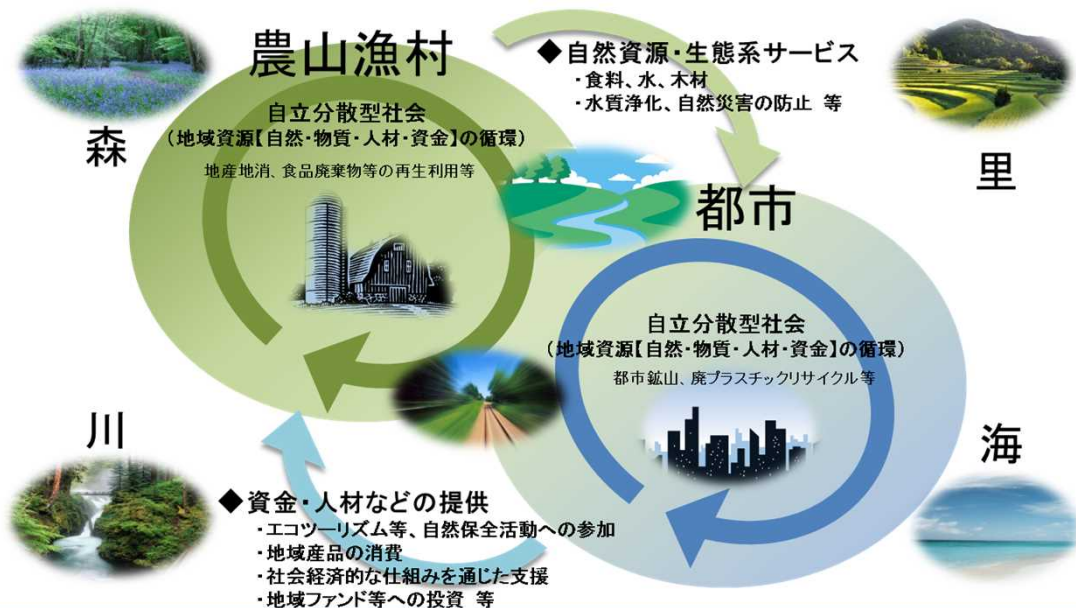 農山漁村
◆自然資源・生態系サービス
・食料、水、木材
・水質浄化、自然災害の防止 等
森
里
自立分散型社会
(地域資源【自然・物質・人材・資金】の循環)
地産地消、食品廃棄物等の再生利用等
都市
自立分散型社会
(地域資源【自然・物質・人材・資金】の循環)
都市鉱山、廃プラスチックリサイクル等
川
海
◆資金・人材などの提供
・エコツーリズム等、自然保全活動への参加
・地域産品の消費
・社会経済的な仕組みを通じた支援
・地域ファンド等への投資 等